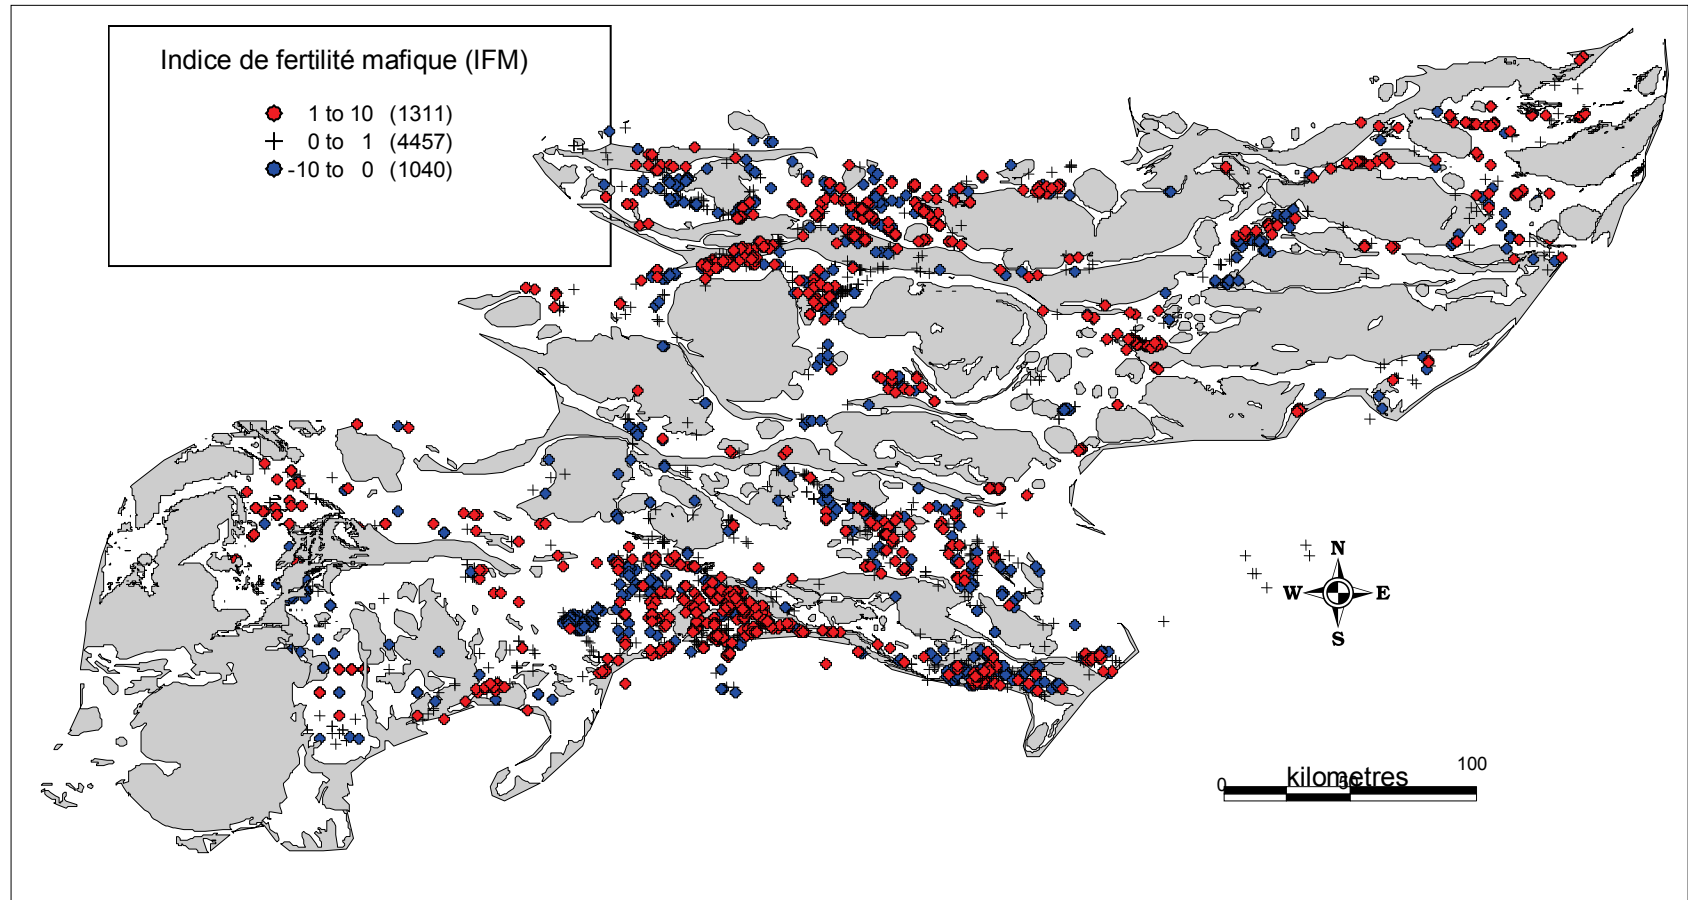 Indice de fertilité mafique (IFM)
1 to 10 (1311)
0 to 1 (4457)
-10 to 0 (1040)
N
W E
S
kilometres
0 50 100